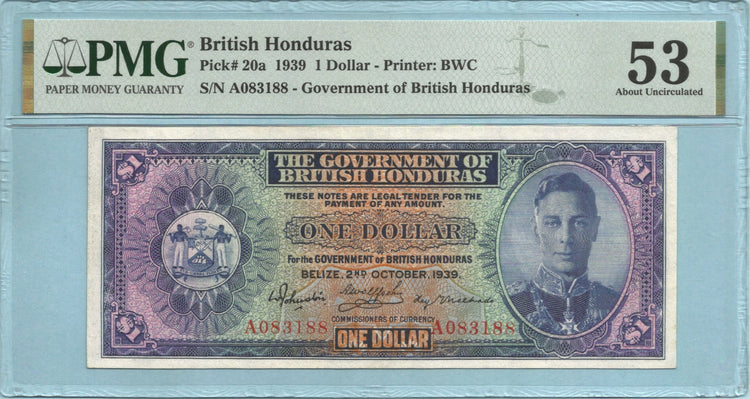 PMG®
PAPER MONEY GUARANTY
British Honduras
Pick# 20a 1939 1 Dollar - Printer: BWC
S/N A083188 - Government of British Honduras
53
About Uncirculated
$1
$1
THE GOVERNMENT OF
BRITISH HONDURAS
THESE NOTES ARE LEGAL TENDER FOR THE
PAYMENT OF ANY AMOUNT.
ONE DOLLAR
For the GOVERNMENT OF BRITISH HONDURAS
BELIZE, 2ND OCTOBER, 1939.
COMMISSIONERS OF CURRENCY
A083188
A083188
$1
ONE DOLLAR
$1